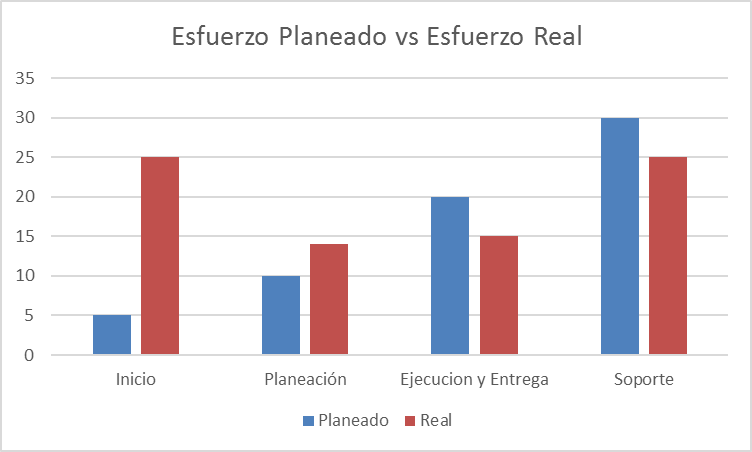 Esfuerzo Planeado vs Esfuerzo Real
35
30
25
20
15
10
5
0
Inicio Planeación Ejecucion y Entrega Soporte
Planeado Real